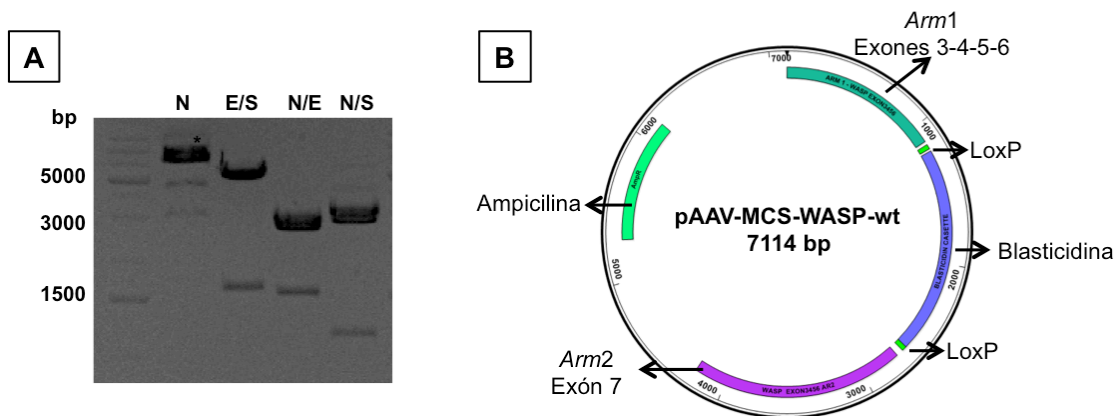 A
N
E/S
N/E
N/S
bp
*
5000
3000
1500
B
Arm1
Exones 3-4-5-6
7000
ARM 1 - WASP EXON3456
1000
LoxP
6000
AmpR
Ampicilina
pAAV-MCS-WASP-wt
7114 bp
BLASTICIDIN CASETTE
Blasticidina
5000
2000
LoxP
Arm2
Exón 7
WASP EXON3456 AR2
4000
3000